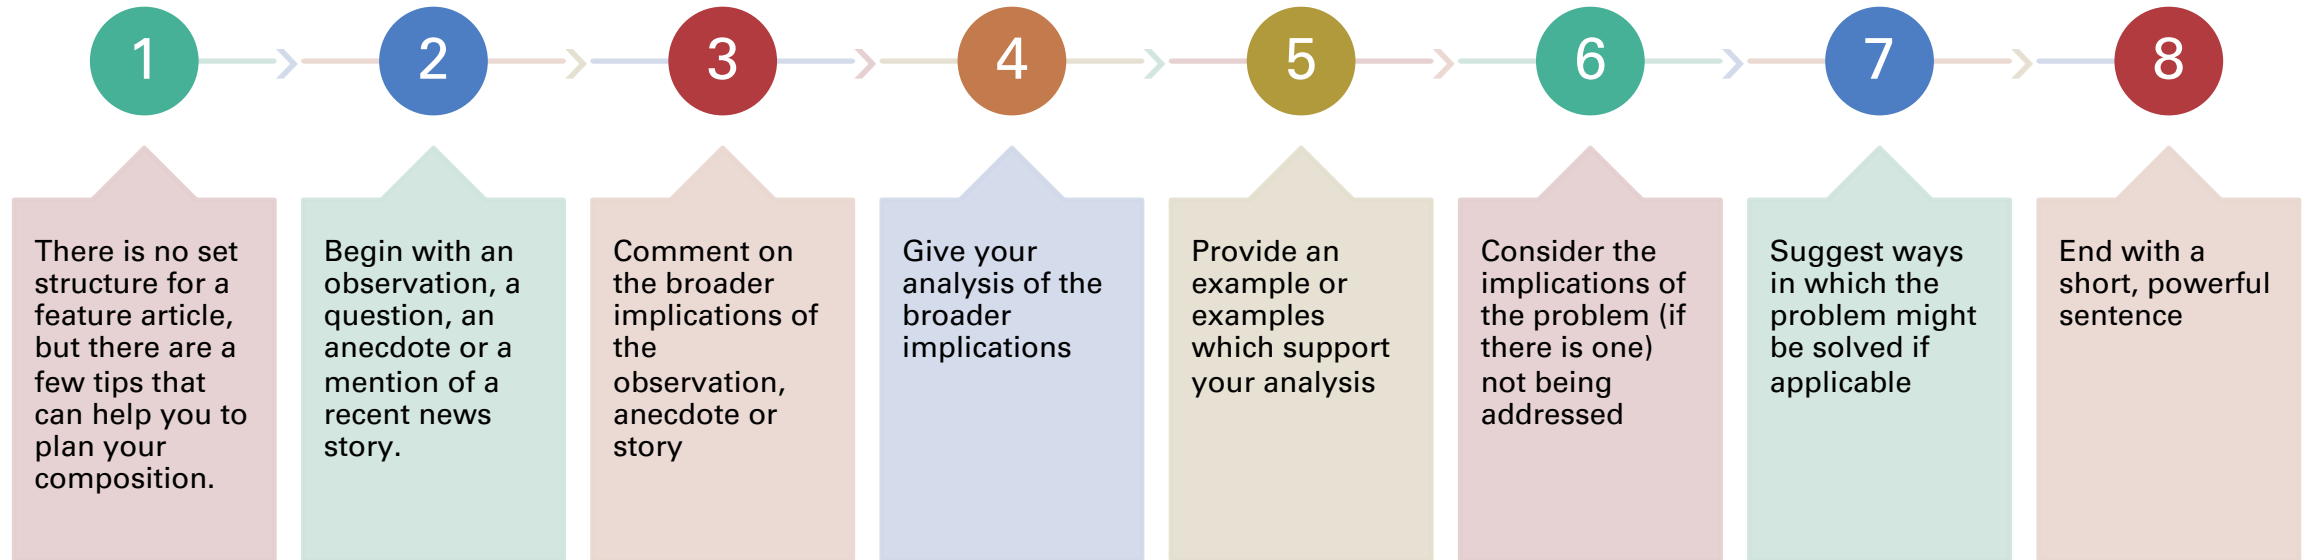 1
2
3
4
5
6
7
8
There is no set
structure for a
feature article,
but there are a
few tips that
can help you to
plan your
composition.
Begin with an
observation, a
question, an
anecdote or a
mention of a
recent news
story.
Comment on
the broader
implications of
the
observation,
anecdote or
story
Give your
analysis of the
broader
implications
Provide an
example or
examples
which support
your analysis
Consider the
implications of
the problem (if
there is one)
not being
addressed
Suggest ways
in which the
problem might
be solved if
applicable
End with a
short, powerful
sentence